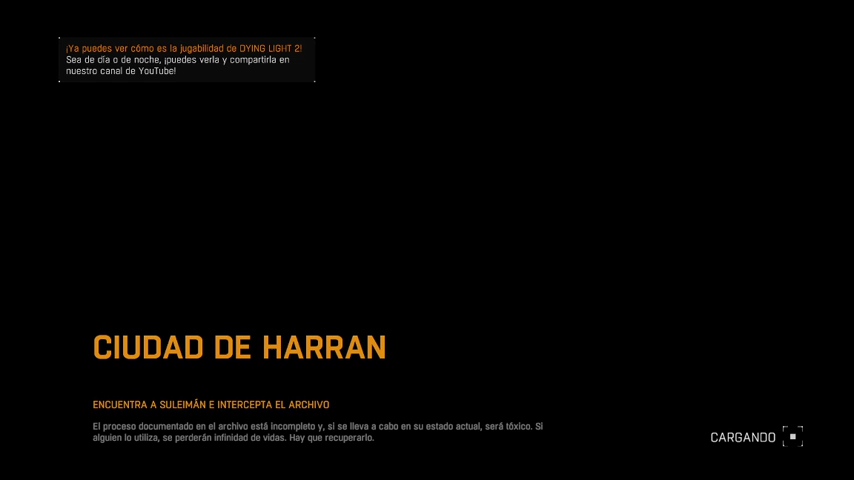 ¡Ya puedes ver cómo es la jugabilidad de DYING LIGHT 2!
Sea de día o de noche, ¡puedes verla y compartirla en
nuestro canal de YouTube!
CIUDAD DE HARRAN
ENCUENTRA A SULEIMÁN E INTERCEPTA EL ARCHIVO
El proceso documentado en el archivo está incompleto y, si se lleva a cabo en su estado actual, será tóxico. Si
alguien lo utiliza, se perderán infinidad de vidas. Hay que recuperarlo.
CARGANDO